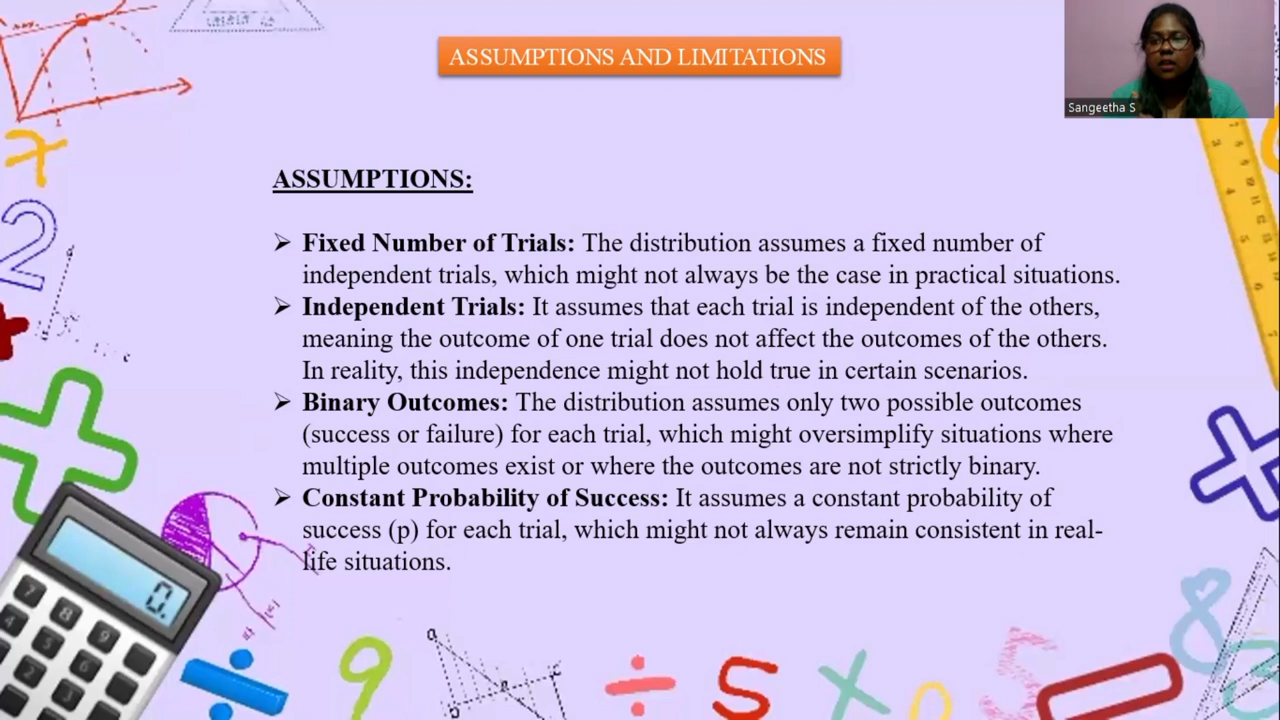 ASSUMPTIONS AND LIMITATIONS
Sangeetha S
ASSUMPTIONS:
➢ Fixed Number of Trials: The distribution assumes a fixed number of
independent trials, which might not always be the case in practical situations.
➢ Independent Trials: It assumes that each trial is independent of the others,
meaning the outcome of one trial does not affect the outcomes of the others.
In reality, this independence might not hold true in certain scenarios.
➢ Binary Outcomes: The distribution assumes only two possible outcomes
(success or failure) for each trial, which might oversimplify situations where
multiple outcomes exist or where the outcomes are not strictly binary.
➢ Constant Probability of Success: It assumes a constant probability of
success (p) for each trial, which might not always remain consistent in real-
life situations.